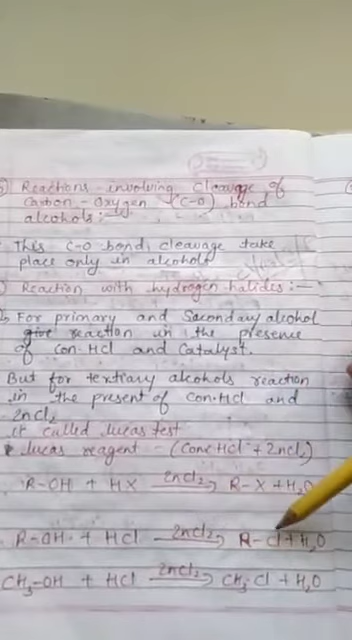 Reactions involving Cleavage of
Carbon-Oxygen (C-O) bond
alcohols:-
This C-O bond cleavage take
place only in alcohols
Reaction with hydrogen halides:-
For primary and Secondary alcohol
give reaction in the presence
of Con-HCl and Catalyst.
But for tertiary alcohols reaction
in the present of Con.HCl and
ZnCl2
it called lucas test
lucas reagent - (Conc HCl + ZnCl2)
R-OH + HX ZnCl2→ R-X + H2O
R-OH + HCl ZnCl2→ R-Cl + H2O
CH3-OH + HCl ZnCl2→ CH3-Cl + H2O